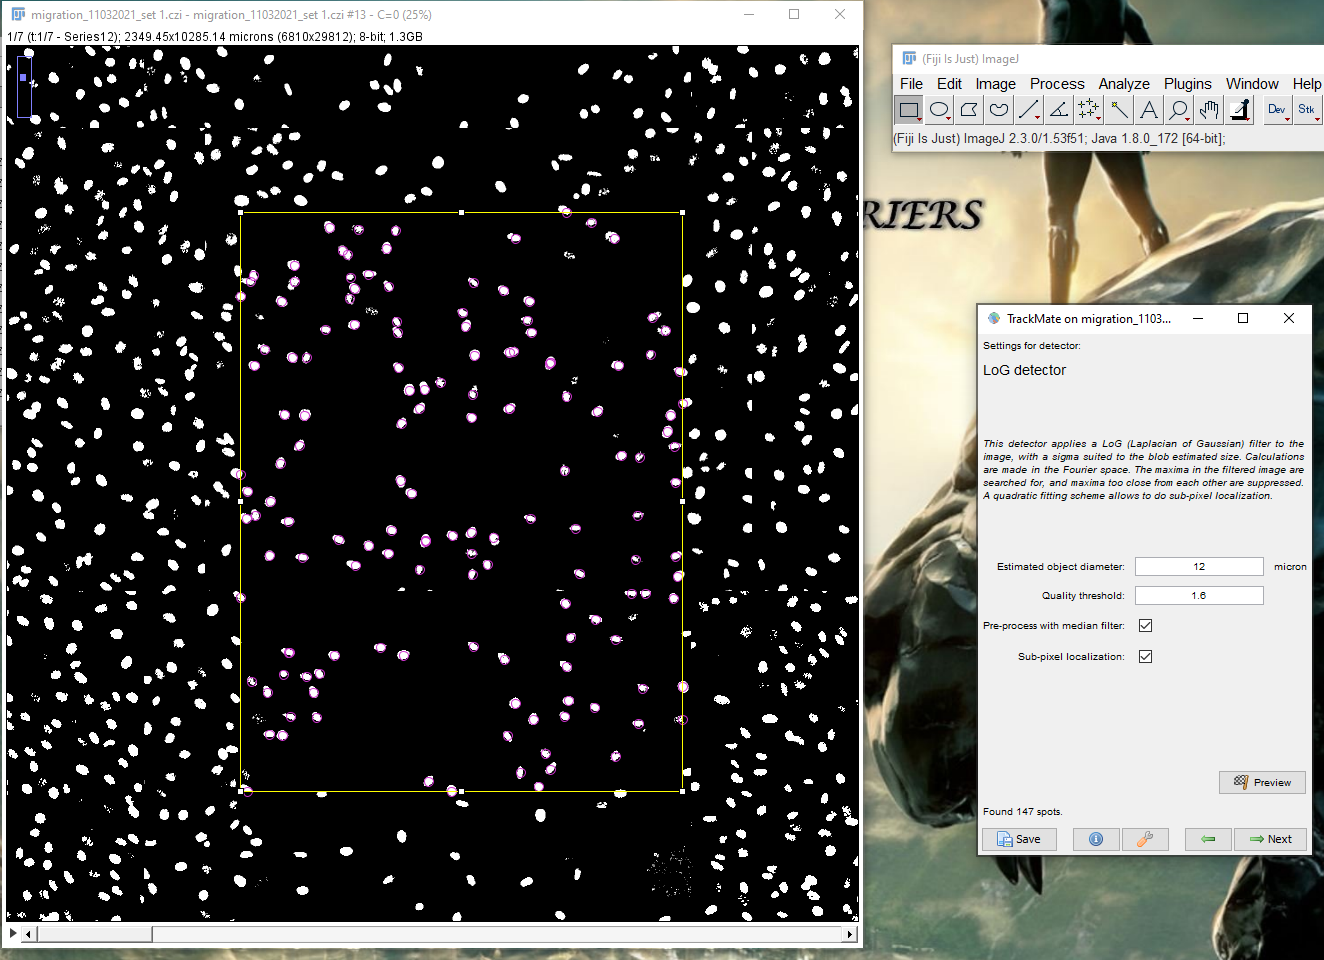 migration_11032021_set 1.czi - migration_11032021_set 1.czi #13 - C=0 (25%)
1/7 (t:1/7 - Series12); 2349.45x10285.14 microns (6810x29812); 8-bit; 1.3GB
(Fiji Is Just) ImageJ
File Edit Image Process Analyze Plugins Window Help
Dev Stk
(Fiji Is Just) ImageJ 2.3.0/1.53f51; Java 1.8.0_172 [64-bit];
RIERS
TrackMate on migration_1103...
Settings for detector:
LoG detector
This detector applies a LoG (Laplacian of Gaussian) filter to the
image, with a sigma suited to the blob estimated size. Calculations
are made in the Fourier space. The maxima in the filtered image are
searched for, and maxima too close from each other are suppressed.
A quadratic fitting scheme allows to do sub-pixel localization.
Estimated object diameter: 12 micron
Quality threshold: 1.6
Pre-process with median filter:
Sub-pixel localization:
Preview
Found 147 spots.
Save
Next